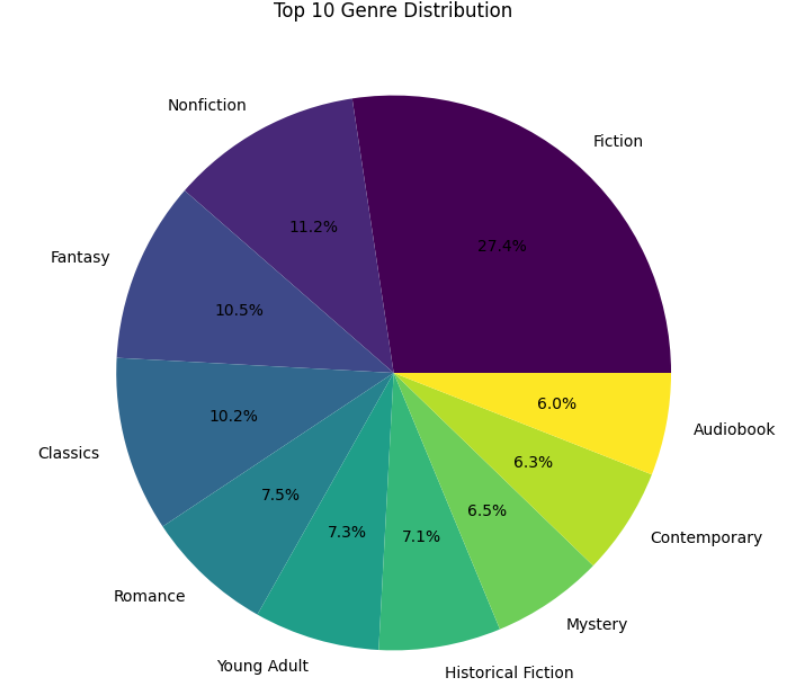 Top 10 Genre Distribution
Nonfiction
Fiction
11.2%
27.4%
Fantasy
10.5%
10.2%
Classics
6.0%
Audiobook
6.3%
7.5%
6.5%
7.3%
7.1%
Contemporary
Romance
Mystery
Young Adult
Historical Fiction